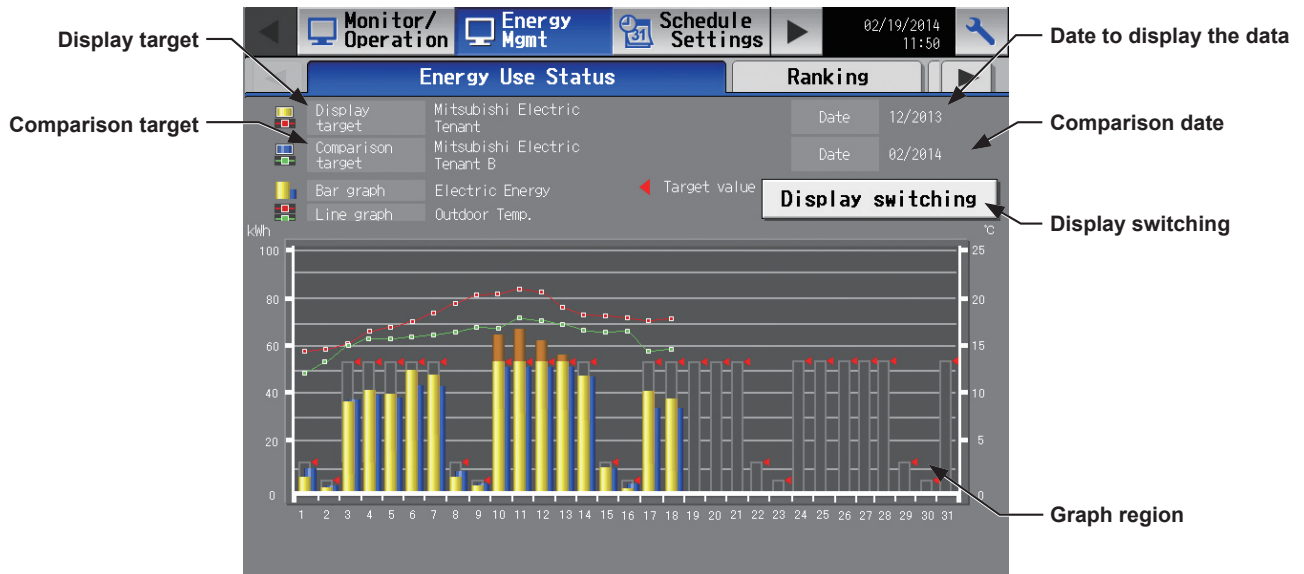 Monitor/
Operation
Energy
Mgmt
31
Schedule
Settings
02/19/2014
11:50
Display target
Date to display the data
Energy Use Status
Ranking
Display
target
Mitsubishi Electric
Tenant
Date
12/2013
Comparison target
Comparison date
Comparison
target
Mitsubishi Electric
Tenant B
Date
02/2014
Bar graph
Electric Energy
Target value
Display switching
Line graph
Outdoor Temp.
Display switching
kWh
℃
100
25
80
20
60
15
40
10
20
5
0
0
1 2 3 4 5 6 7 8 9 10 11 12 13 14 15 16 17 18 19 20 21 22 23 24 25 26 27 28 29 30 31
Graph region